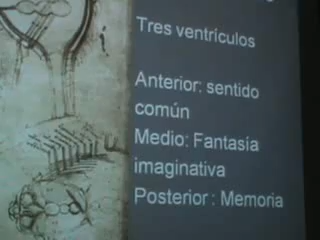 Tres ventrículos
Anterior: sentido
común
Medio: Fantasía
imaginativa
Posterior : Memoria